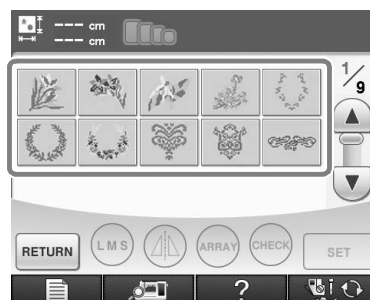 --- cm
--- cm
1/9
RETURN
L M S
ARRAY
CHECK
SET
?